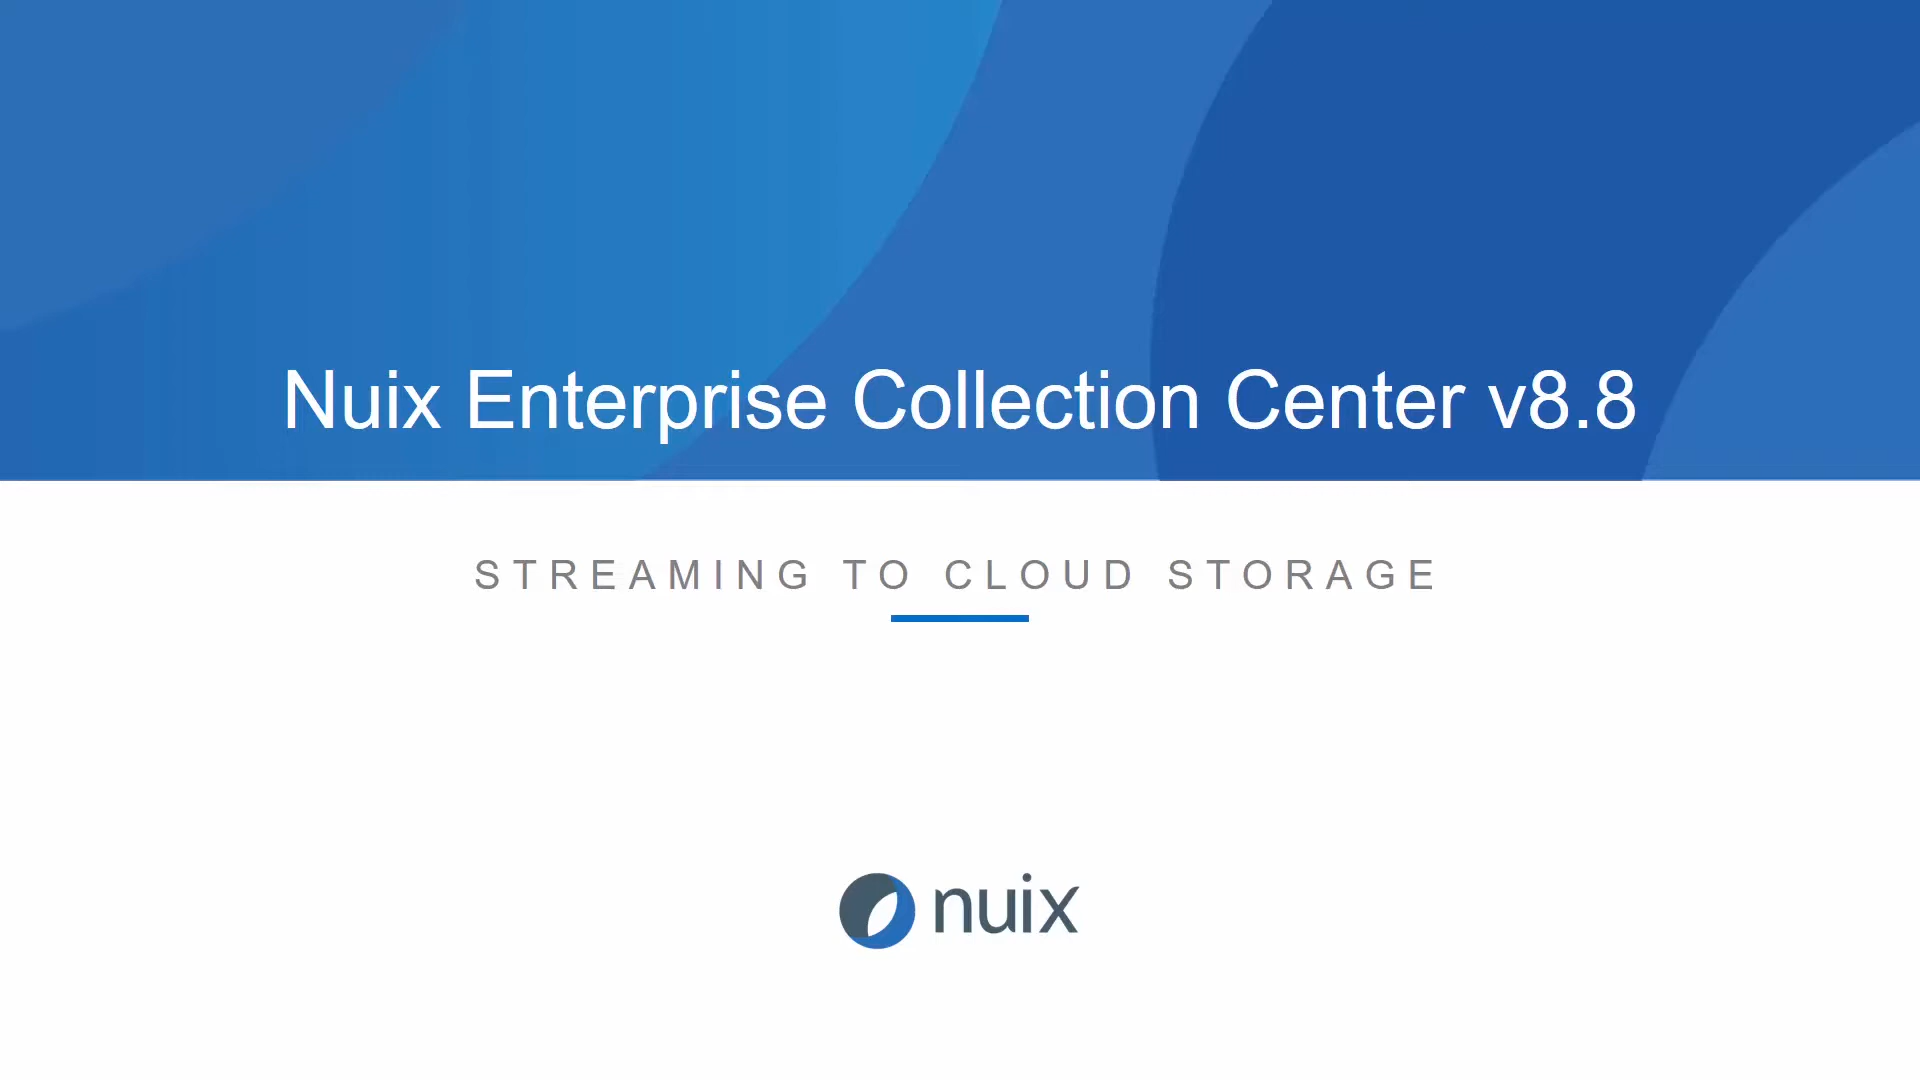 Nuix Enterprise Collection Center v8.8
STREAMING TO CLOUD STORAGE
nuix